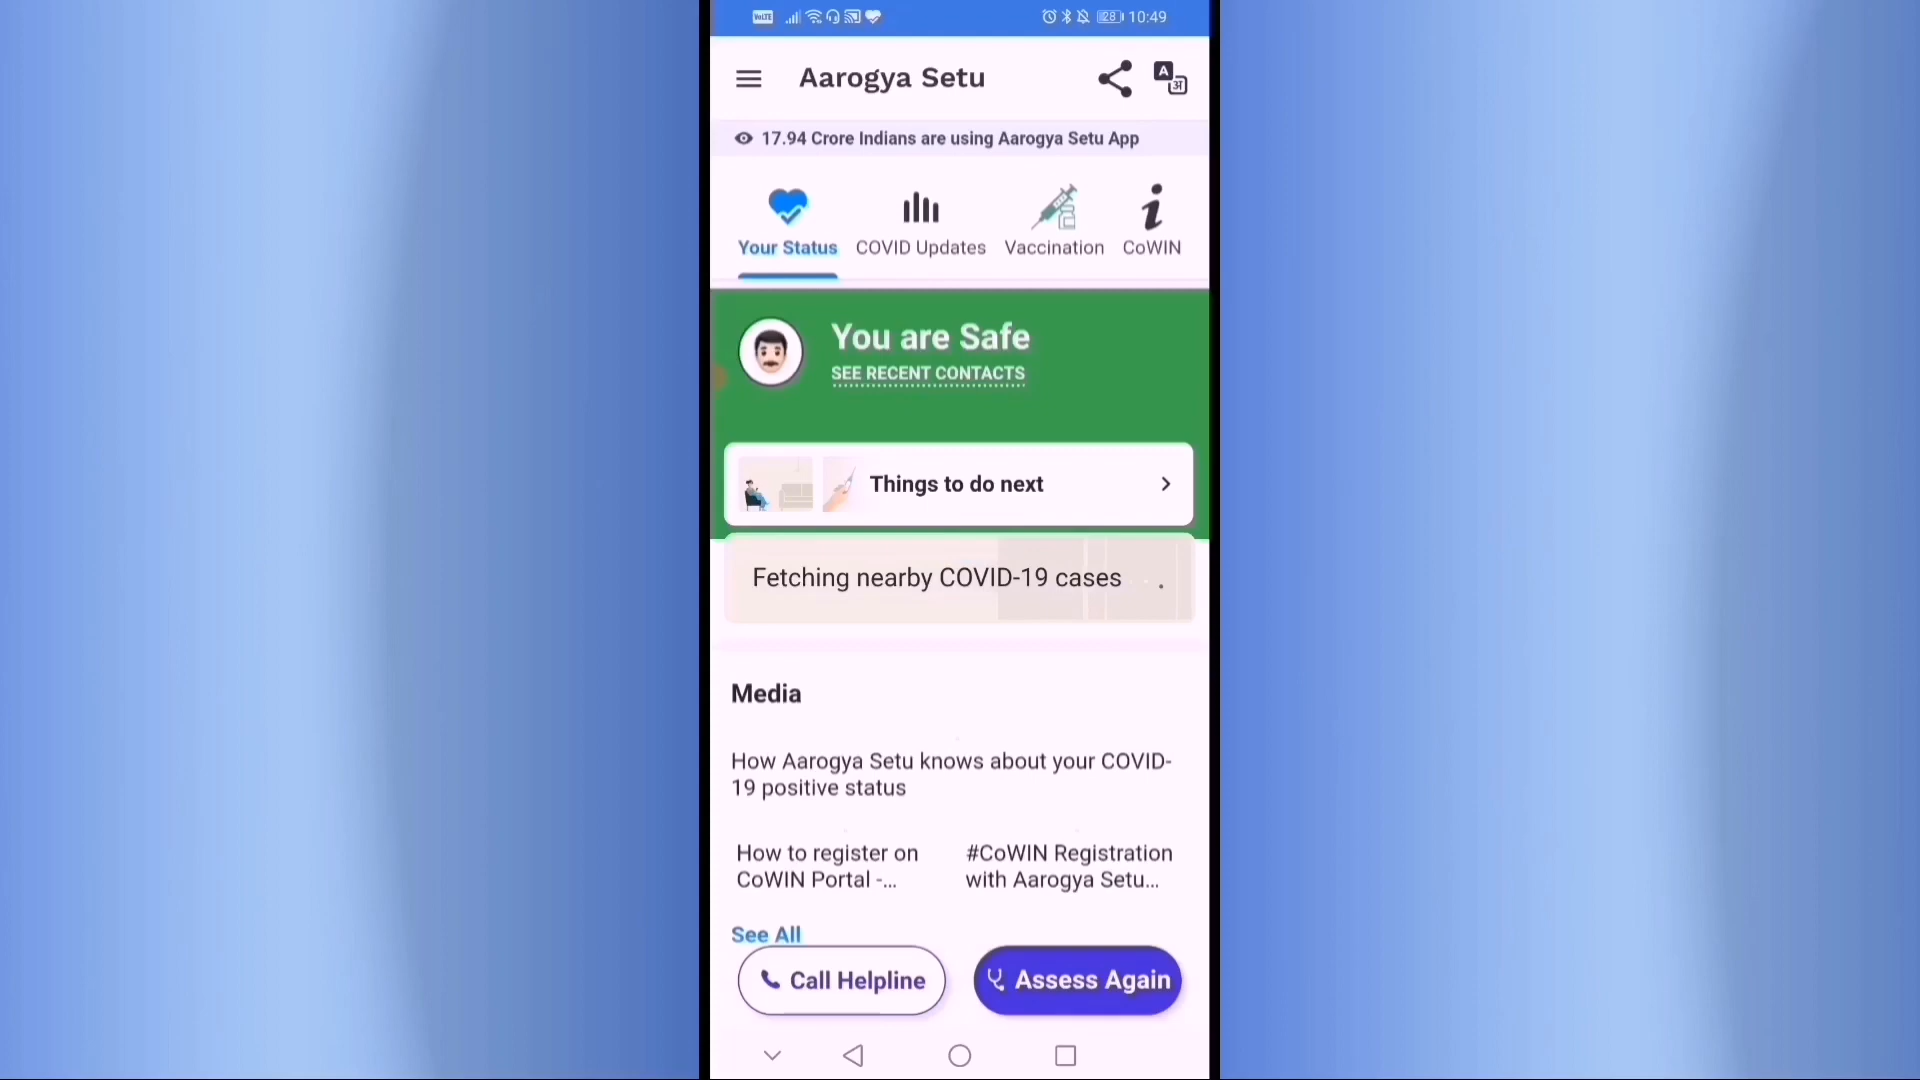 VoLTE 28 10:49
Aarogya Setu
17.94 Crore Indians are using Aarogya Setu App
Your Status COVID Updates Vaccination CoWIN
You are Safe
SEE RECENT CONTACTS
Things to do next
Fetching nearby COVID-19 cases .
Media
How Aarogya Setu knows about your COVID-
19 positive status
How to register on
CoWIN Portal -...
#CoWIN Registration
with Aarogya Setu...
See All
Call Helpline Assess Again